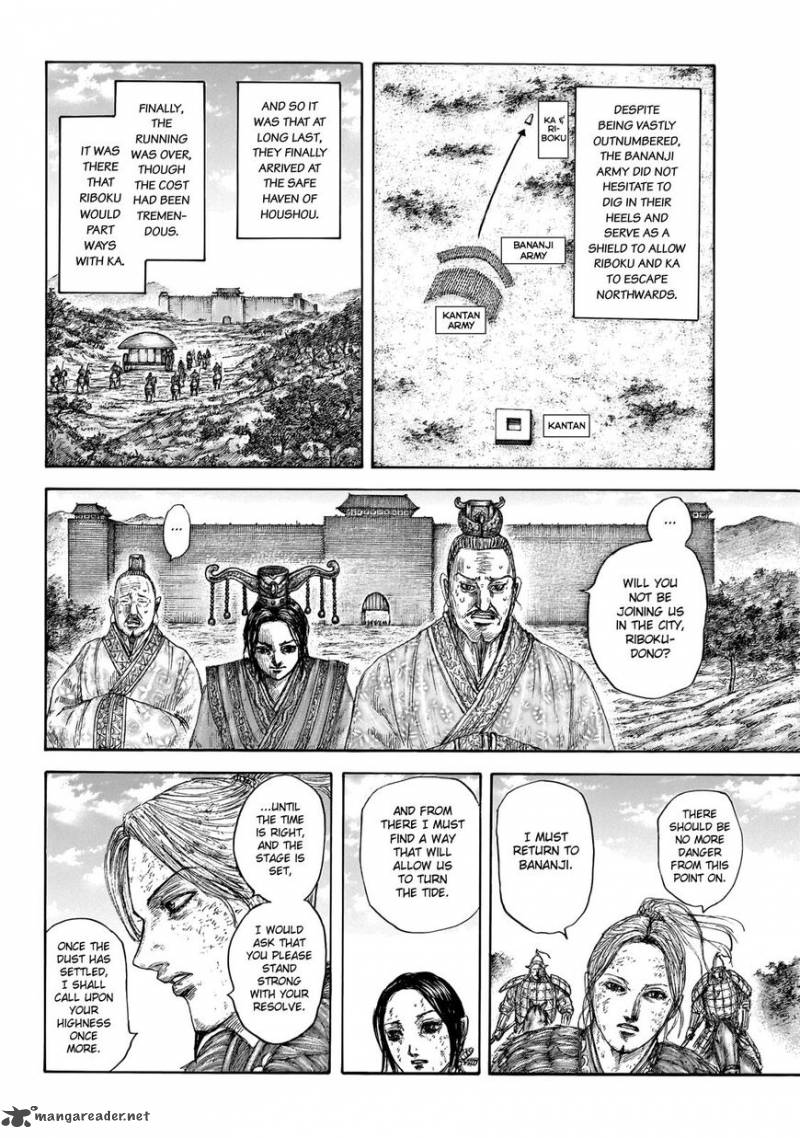 DESPITE
BEING VASTLY
OUTNUMBERED,
THE BANANJI
ARMY DID NOT
HESITATE TO
DIG IN THEIR
HEELS AND
SERVE AS A
SHIELD TO ALLOW
RIBOKU AND KA
TO ESCAPE
NORTHWARDS.
KA &
RI-
BOKU
BANANJI
ARMY
KANTAN
ARMY
KANTAN
AND SO IT
WAS THAT AT
LONG LAST,
THEY FINALLY
ARRIVED AT
THE SAFE
HAVEN OF
HOUSHOU.
FINALLY,
THE
RUNNING
WAS OVER,
THOUGH
THE COST
HAD BEEN
TREMEN-
DOUS.
IT WAS
THERE
THAT
RIBOKU
WOULD
PART
WAYS
WITH KA.
...
WILL YOU
NOT BE
JOINING US
IN THE CITY,
RIBOKU-
DONO?
...
THERE
SHOULD BE
NO MORE
DANGER
FROM THIS
POINT ON.
I MUST
RETURN TO
BANANJI.
AND FROM
THERE I MUST
FIND A WAY
THAT WILL
ALLOW US
TO TURN
THE TIDE.
...UNTIL
THE TIME
IS RIGHT,
AND THE
STAGE IS
SET,
I WOULD
ASK THAT
YOU PLEASE
STAND
STRONG
WITH YOUR
RESOLVE.
ONCE
THE DUST
HAS
SETTLED,
I SHALL
CALL UPON
YOUR
HIGHNESS
ONCE
MORE.
mangareader.net